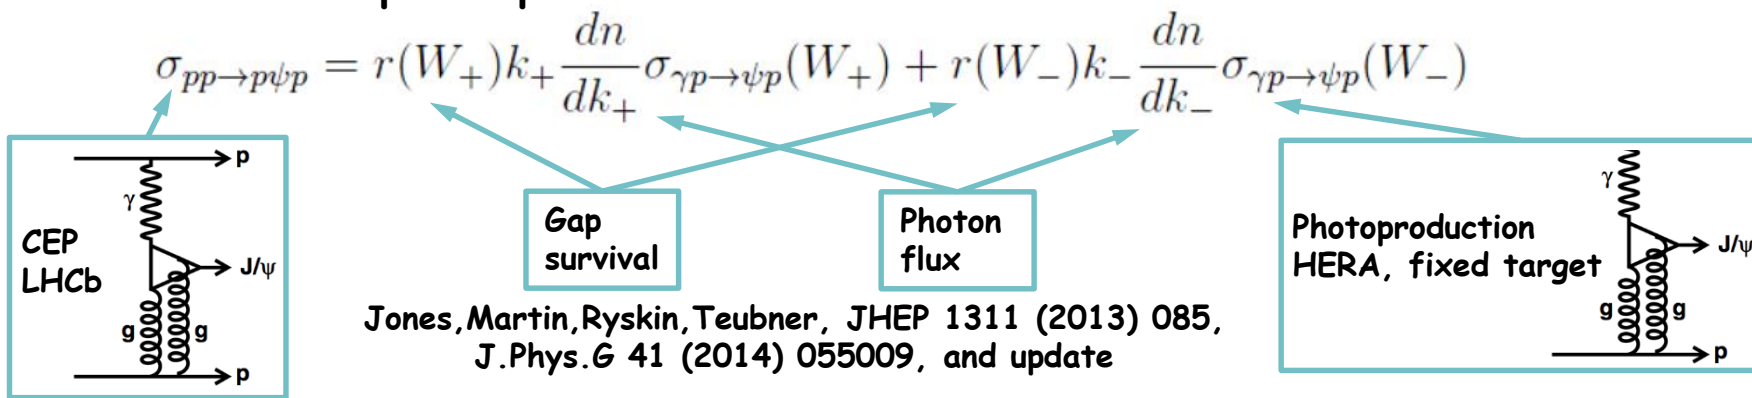 σ_{pp→pψp} = r(W_+)k_+ \frac{dn}{dk_+} σ_{γp→ψp}(W_+) + r(W_-)k_- \frac{dn}{dk_-} σ_{γp→ψp}(W_-)
p
γ
CEP
LHCb
J/ψ
g g
p
Gap
survival
Photon
flux
γ
Photoproduction
HERA, fixed target
J/ψ
g g
p
Jones,Martin,Ryskin,Teubner, JHEP 1311 (2013) 085,
J.Phys.G 41 (2014) 055009, and update